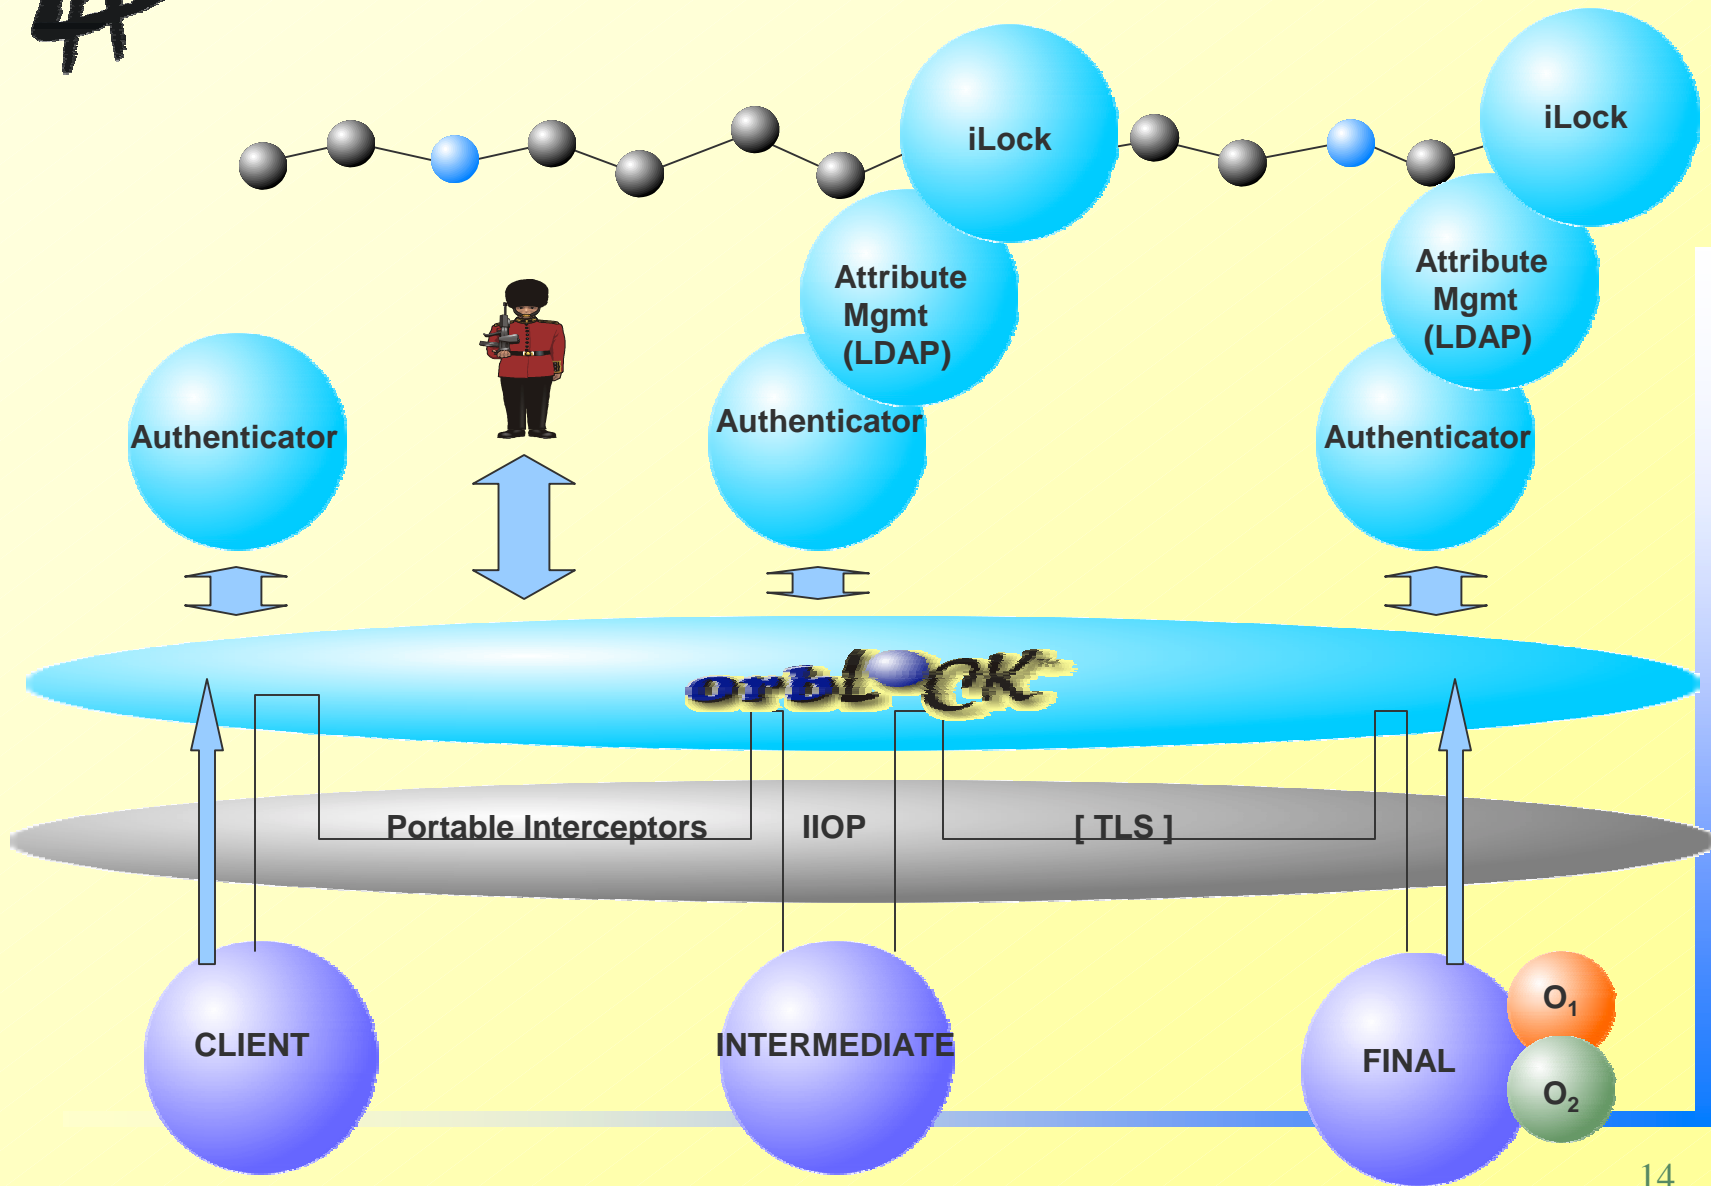 iLock
iLock
Attribute
Mgmt
(LDAP)
Attribute
Mgmt
(LDAP)
Authenticator
Authenticator
Authenticator
orbLOCK
Portable Interceptors
IIOP
[ TLS ]
CLIENT
INTERMEDIATE
FINAL
O₁
O₂
14